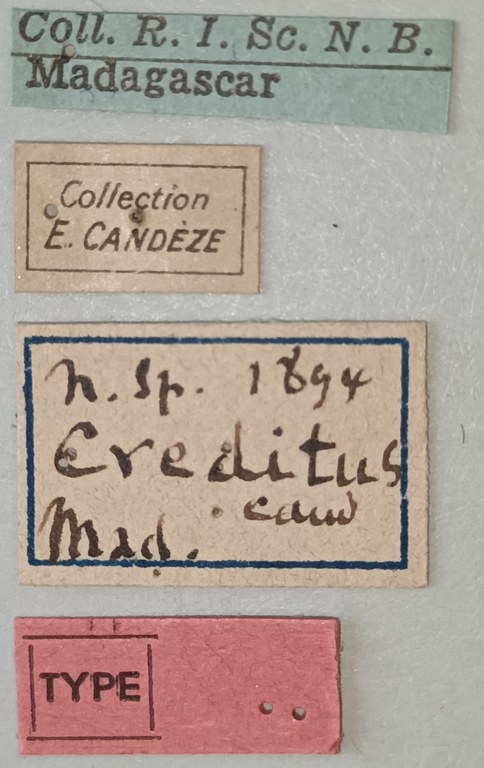 Coll. R. I. Sc. N. B.
Madagascar
Collection
E. CANDÈZE
n. sp. 1894
Creditus
cand
Mad.
TYPE